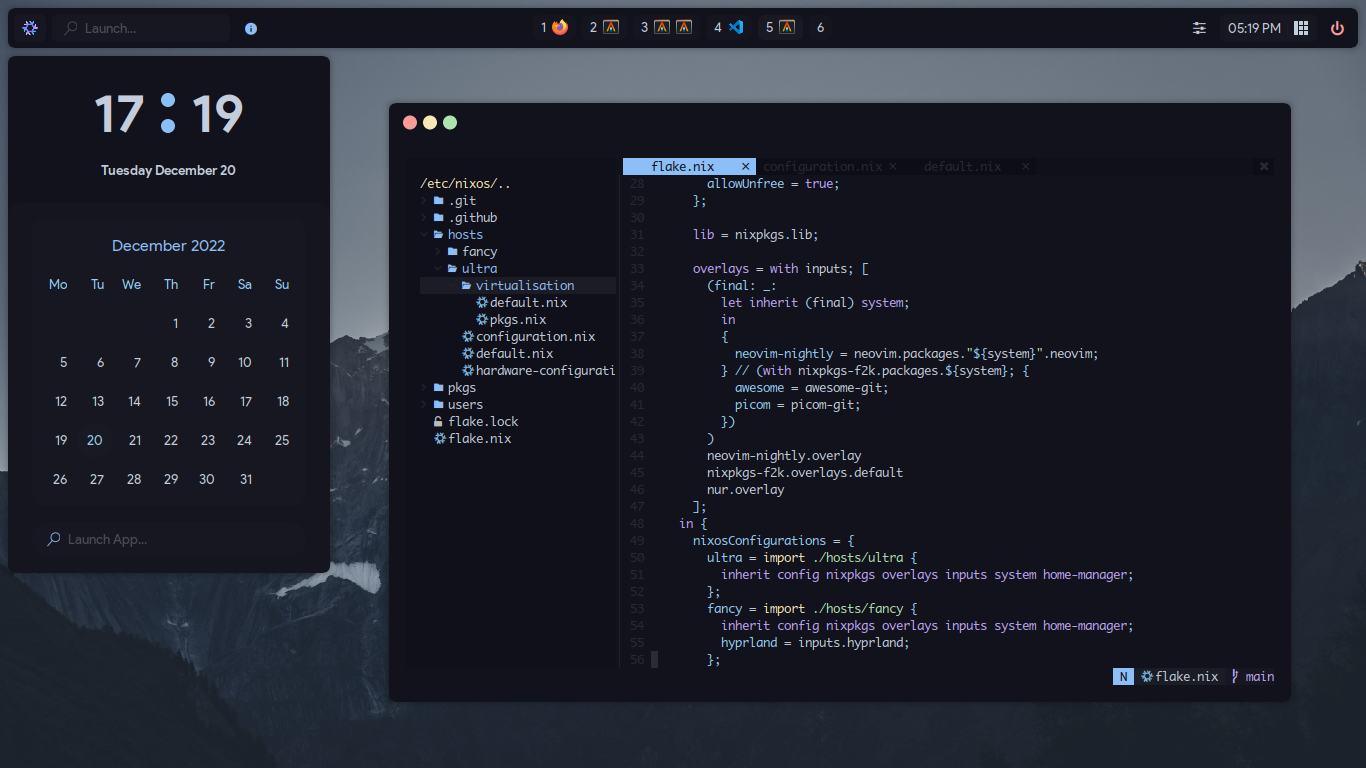 Launch...
1 2 3 4 5 6
05:19 PM
17 : 19
Tuesday December 20
December 2022
Mo Tu We Th Fr Sa Su
1 2 3 4
5 6 7 8 9 10 11
12 13 14 15 16 17 18
19 20 21 22 23 24 25
26 27 28 29 30 31
Launch App...
/etc/nixos/..
.git
.github
hosts
fancy
ultra
virtualisation
default.nix
pkgs.nix
configuration.nix
default.nix
hardware-configurati
pkgs
users
flake.lock
flake.nix
flake.nix × configuration.nix × default.nix ×
28 allowUnfree = true;
29 };
30
31 lib = nixpkgs.lib;
32
33 overlays = with inputs; [
34 (final: _:
35 let inherit (final) system;
36 in
37 {
38 neovim-nightly = neovim.packages."${system}".neovim;
39 } // (with nixpkgs-f2k.packages.${system}; {
40 awesome = awesome-git;
41 picom = picom-git;
42 })
43 )
44 neovim-nightly.overlay
45 nixpkgs-f2k.overlays.default
46 nur.overlay
47 ];
48 in {
49 nixosConfigurations = {
50 ultra = import ./hosts/ultra {
51 inherit config nixpkgs overlays inputs system home-manager;
52 };
53 fancy = import ./hosts/fancy {
54 inherit config nixpkgs overlays inputs system home-manager;
55 hyprland = inputs.hyprland;
56 };
N flake.nix main